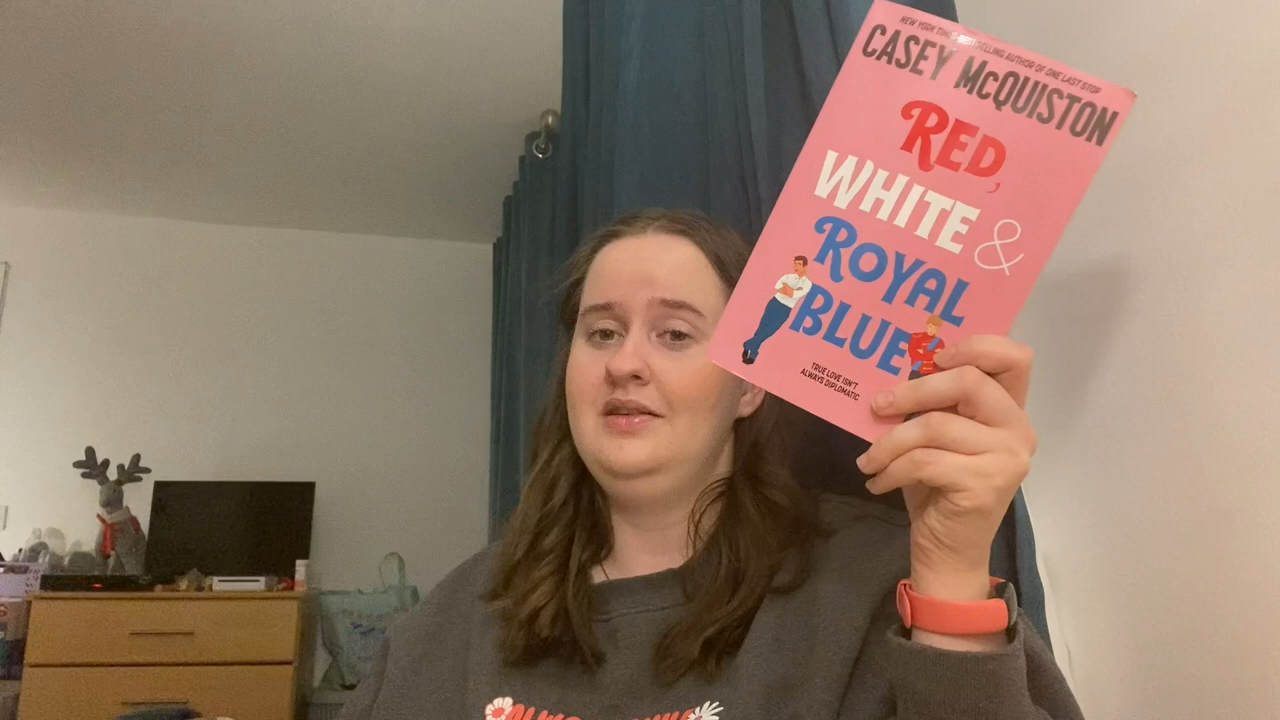 NEW YORK TIMES BESTSELLING AUTHOR OF ONE LAST STOP
CASEY McQUISTON
RED,
WHITE &
ROYAL
BLUE
TRUE LOVE ISN'T
ALWAYS DIPLOMATIC